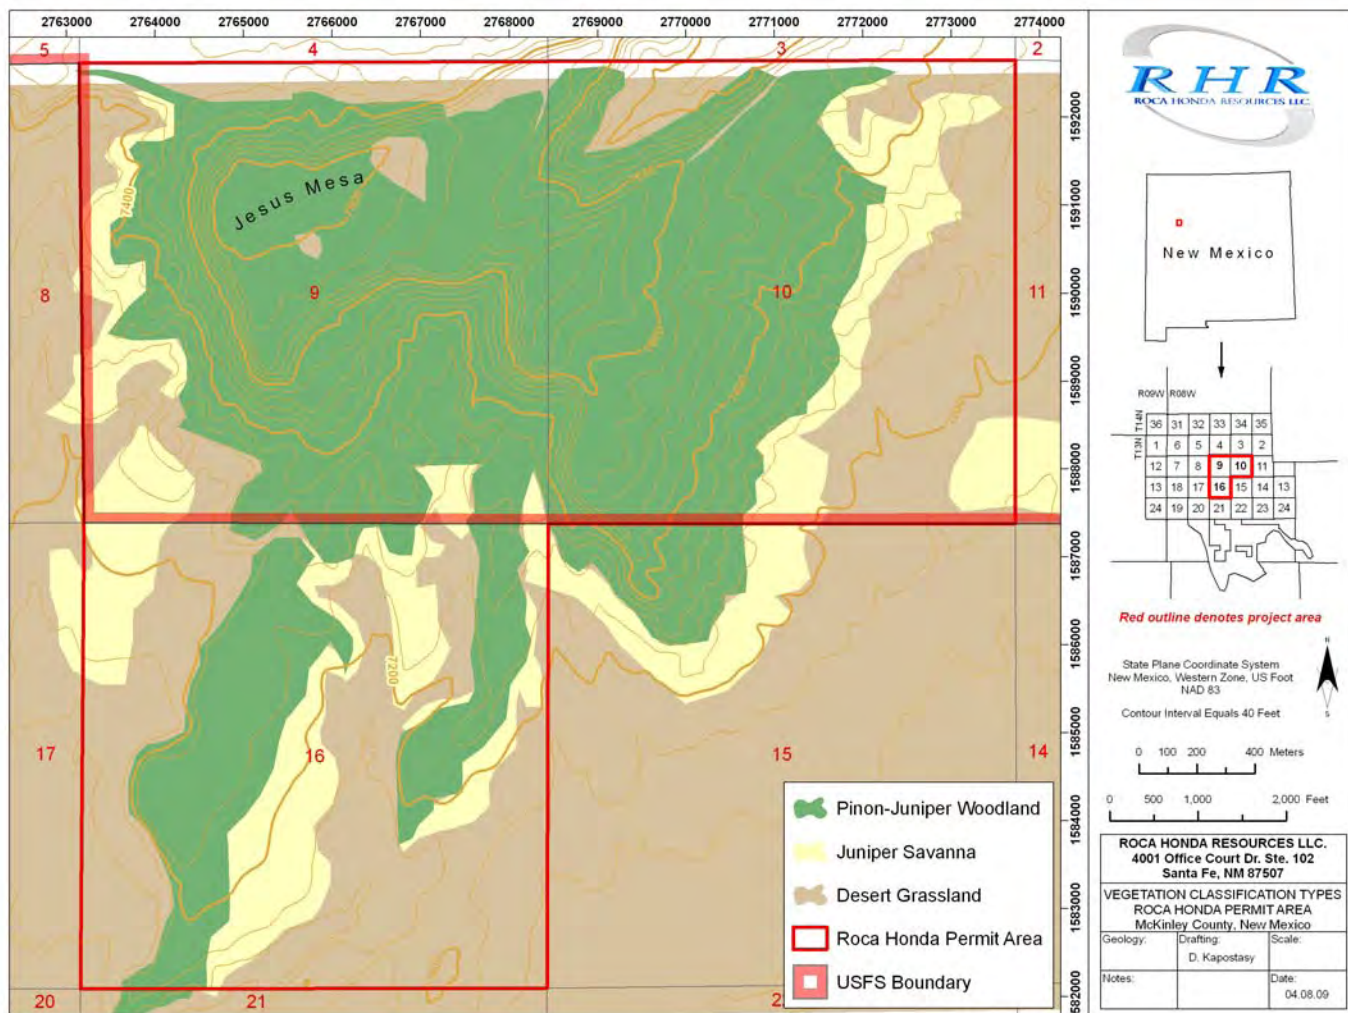 2763000 2764000 2765000 2766000 2767000 2768000 2769000 2770000 2771000 2772000 2773000 2774000
5 4 3 2
1592000
1591000
1590000
1589000
1588000
1587000
1586000
1585000
1584000
1583000
1582000
7400
Jesus Mesa
8 9 10 11
7200
17 16 15 14
20 21
Pinon-Juniper Woodland
Juniper Savanna
Desert Grassland
Roca Honda Permit Area
USFS Boundary
RHR
ROCA HONDA RESOURCES LLC.
New Mexico
R09W R08W
T14N
T13N
36 31 32 33 34 35
1 6 5 4 3 2
12 7 8 9 10 11
13 18 17 16 15 14 13
24 19 20 21 22 23 24
Red outline denotes project area
N
S
State Plane Coordinate System
New Mexico, Western Zone, US Foot
NAD 83
Contour Interval Equals 40 Feet
0 100 200 400 Meters
0 500 1,000 2,000 Feet
ROCA HONDA RESOURCES LLC.
4001 Office Court Dr. Ste. 102
Santa Fe, NM 87507
VEGETATION CLASSIFICATION TYPES
ROCA HONDA PERMIT AREA
McKinley County, New Mexico
Geology: Drafting: Scale:
D. Kapostasy
Notes: Date:
04.08.09